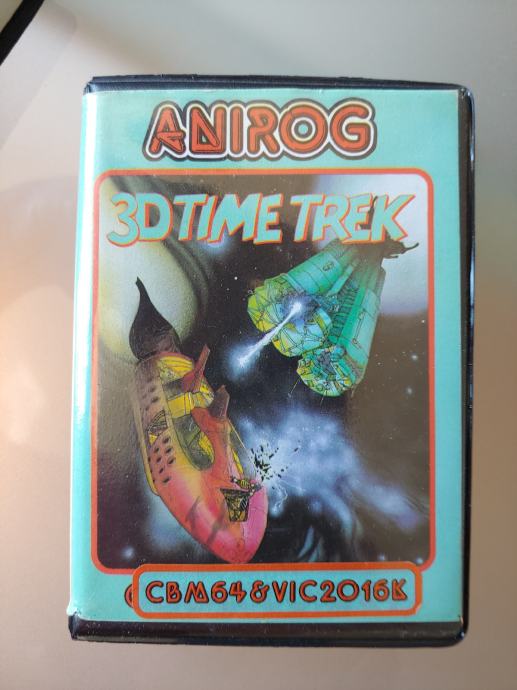 ANIROG
3D TIME TREK
CBM64 & VIC20 16K